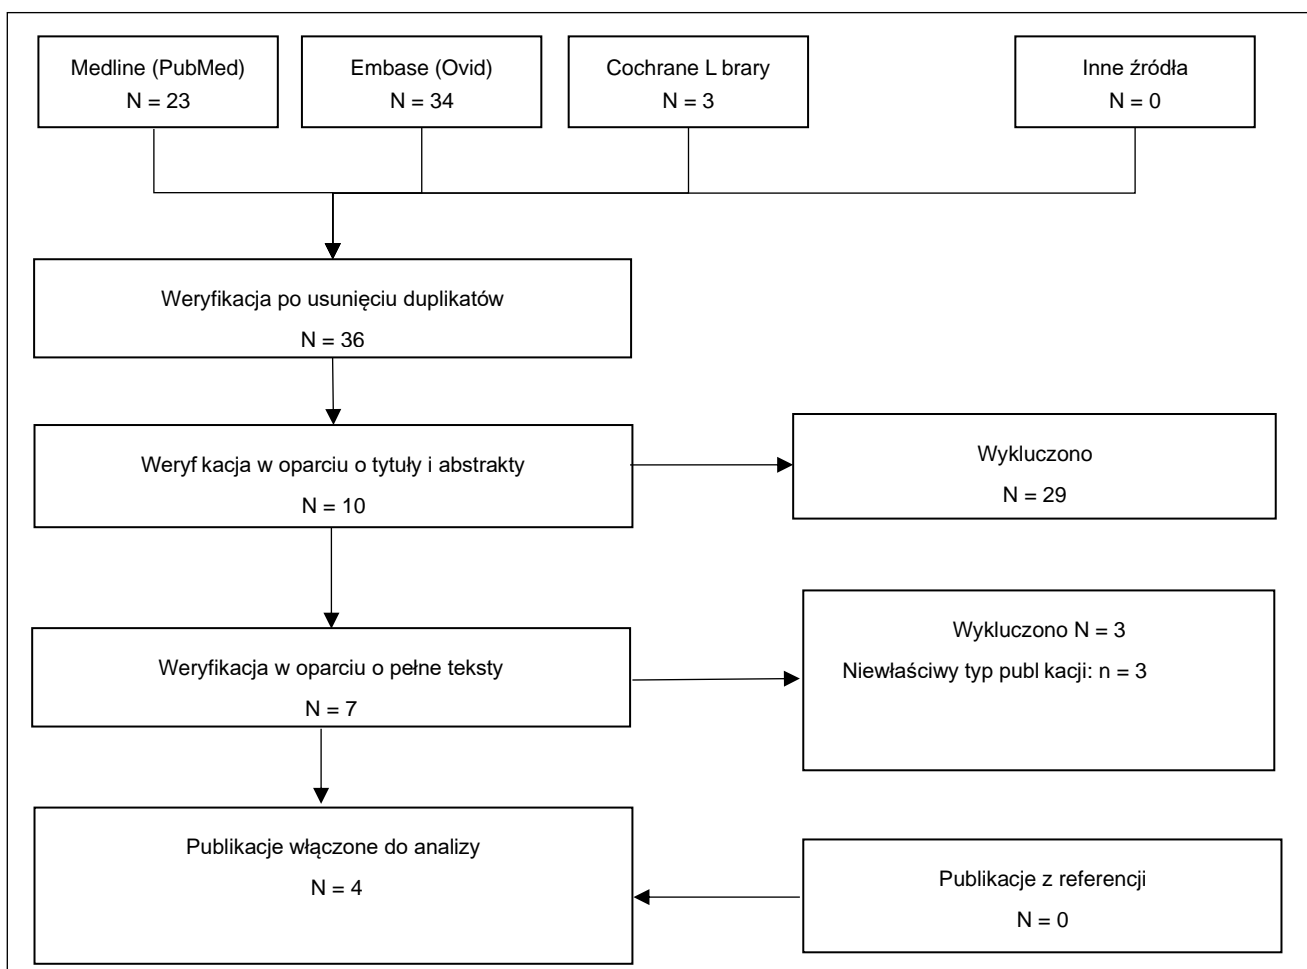 Medline (PubMed)
N = 23
Embase (Ovid)
N = 34
Cochrane L brary
N = 3
Inne źródła
N = 0
Weryfikacja po usunięciu duplikatów
N = 36
Weryf kacja w oparciu o tytuły i abstrakty
N = 10
Wykluczono
N = 29
Weryfikacja w oparciu o pełne teksty
N = 7
Wykluczono N = 3
Niewłaściwy typ publ kacji: n = 3
Publikacje włączone do analizy
N = 4
Publikacje z referencji
N = 0